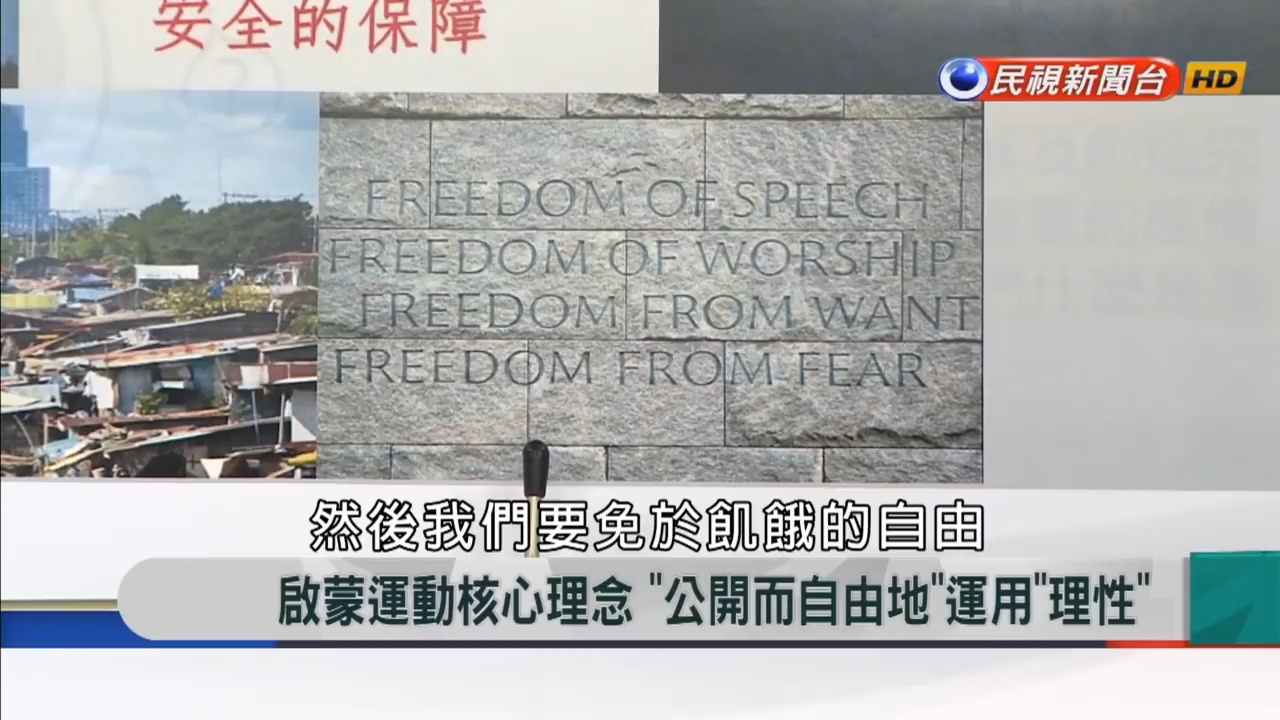 安全的保障
民視新聞台 HD
FREEDOM OF SPEECH
FREEDOM OF WORSHIP
FREEDOM FROM WANT
FREEDOM FROM FEAR
然後我們要免於飢餓的自由
啟蒙運動核心理念 "公開而自由地"運用"理性"